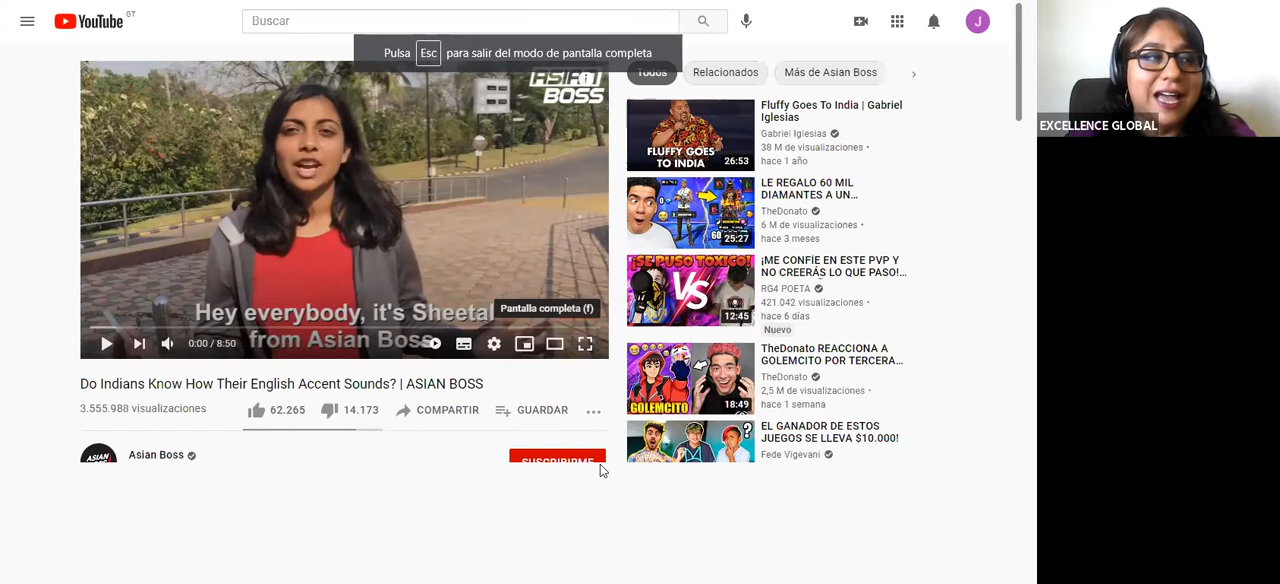 YouTube GT
Buscar
J
Pulsa Esc para salir del modo de pantalla completa
ASIAN BOSS
Hey everybody, it's Sheetal
from Asian Boss
Pantalla completa (f)
0:00 / 8:50
Do Indians Know How Their English Accent Sounds? | ASIAN BOSS
3.555.988 visualizaciones
62.265
14.173
COMPARTIR
GUARDAR
...
ASIAN
Asian Boss
SUSCRIBIRME
Todos
Relacionados
Más de Asian Boss
FLUFFY GOES
TO INDIA
26:53
Fluffy Goes To India | Gabriel
Iglesias
Gabriel Iglesias
38 M de visualizaciones •
hace 1 año
60
25:27
LE REGALO 60 MIL
DIAMANTES A UN...
TheDonato
6 M de visualizaciones •
hace 3 meses
¡SE PUSO TOXICO!
VS
12:45
¡ME CONFÍE EN ESTE PVP Y
NO CREERÁS LO QUE PASO!...
RG4 POETA
421.042 visualizaciones •
hace 6 días
Nuevo
GOLEMCITO
18:49
TheDonato REACCIONA A
GOLEMCITO POR TERCERA...
TheDonato
2,5 M de visualizaciones •
hace 1 semana
?
EL GANADOR DE ESTOS
JUEGOS SE LLEVA $10.000!
Fede Vigevani
EXCELLENCE GLOBAL